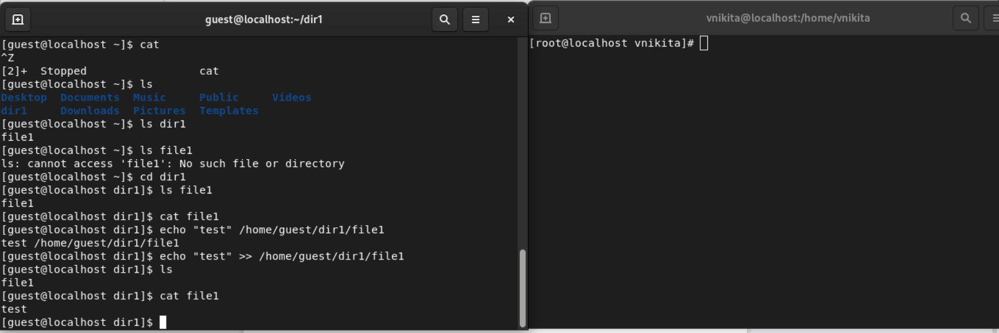 guest@localhost:~/dir1
[guest@localhost ~]$ cat
^Z
[2]+  Stopped                 cat
[guest@localhost ~]$ ls
Desktop  Documents  Music     Public     Videos
dir1     Downloads  Pictures  Templates
[guest@localhost ~]$ ls dir1
file1
[guest@localhost ~]$ ls file1
ls: cannot access 'file1': No such file or directory
[guest@localhost ~]$ cd dir1
[guest@localhost dir1]$ ls file1
file1
[guest@localhost dir1]$ cat file1
[guest@localhost dir1]$ echo "test" /home/guest/dir1/file1
test /home/guest/dir1/file1
[guest@localhost dir1]$ echo "test" >> /home/guest/dir1/file1
[guest@localhost dir1]$ ls
file1
[guest@localhost dir1]$ cat file1
test
[guest@localhost dir1]$
vnikita@localhost:/home/vnikita
[root@localhost vnikita]#